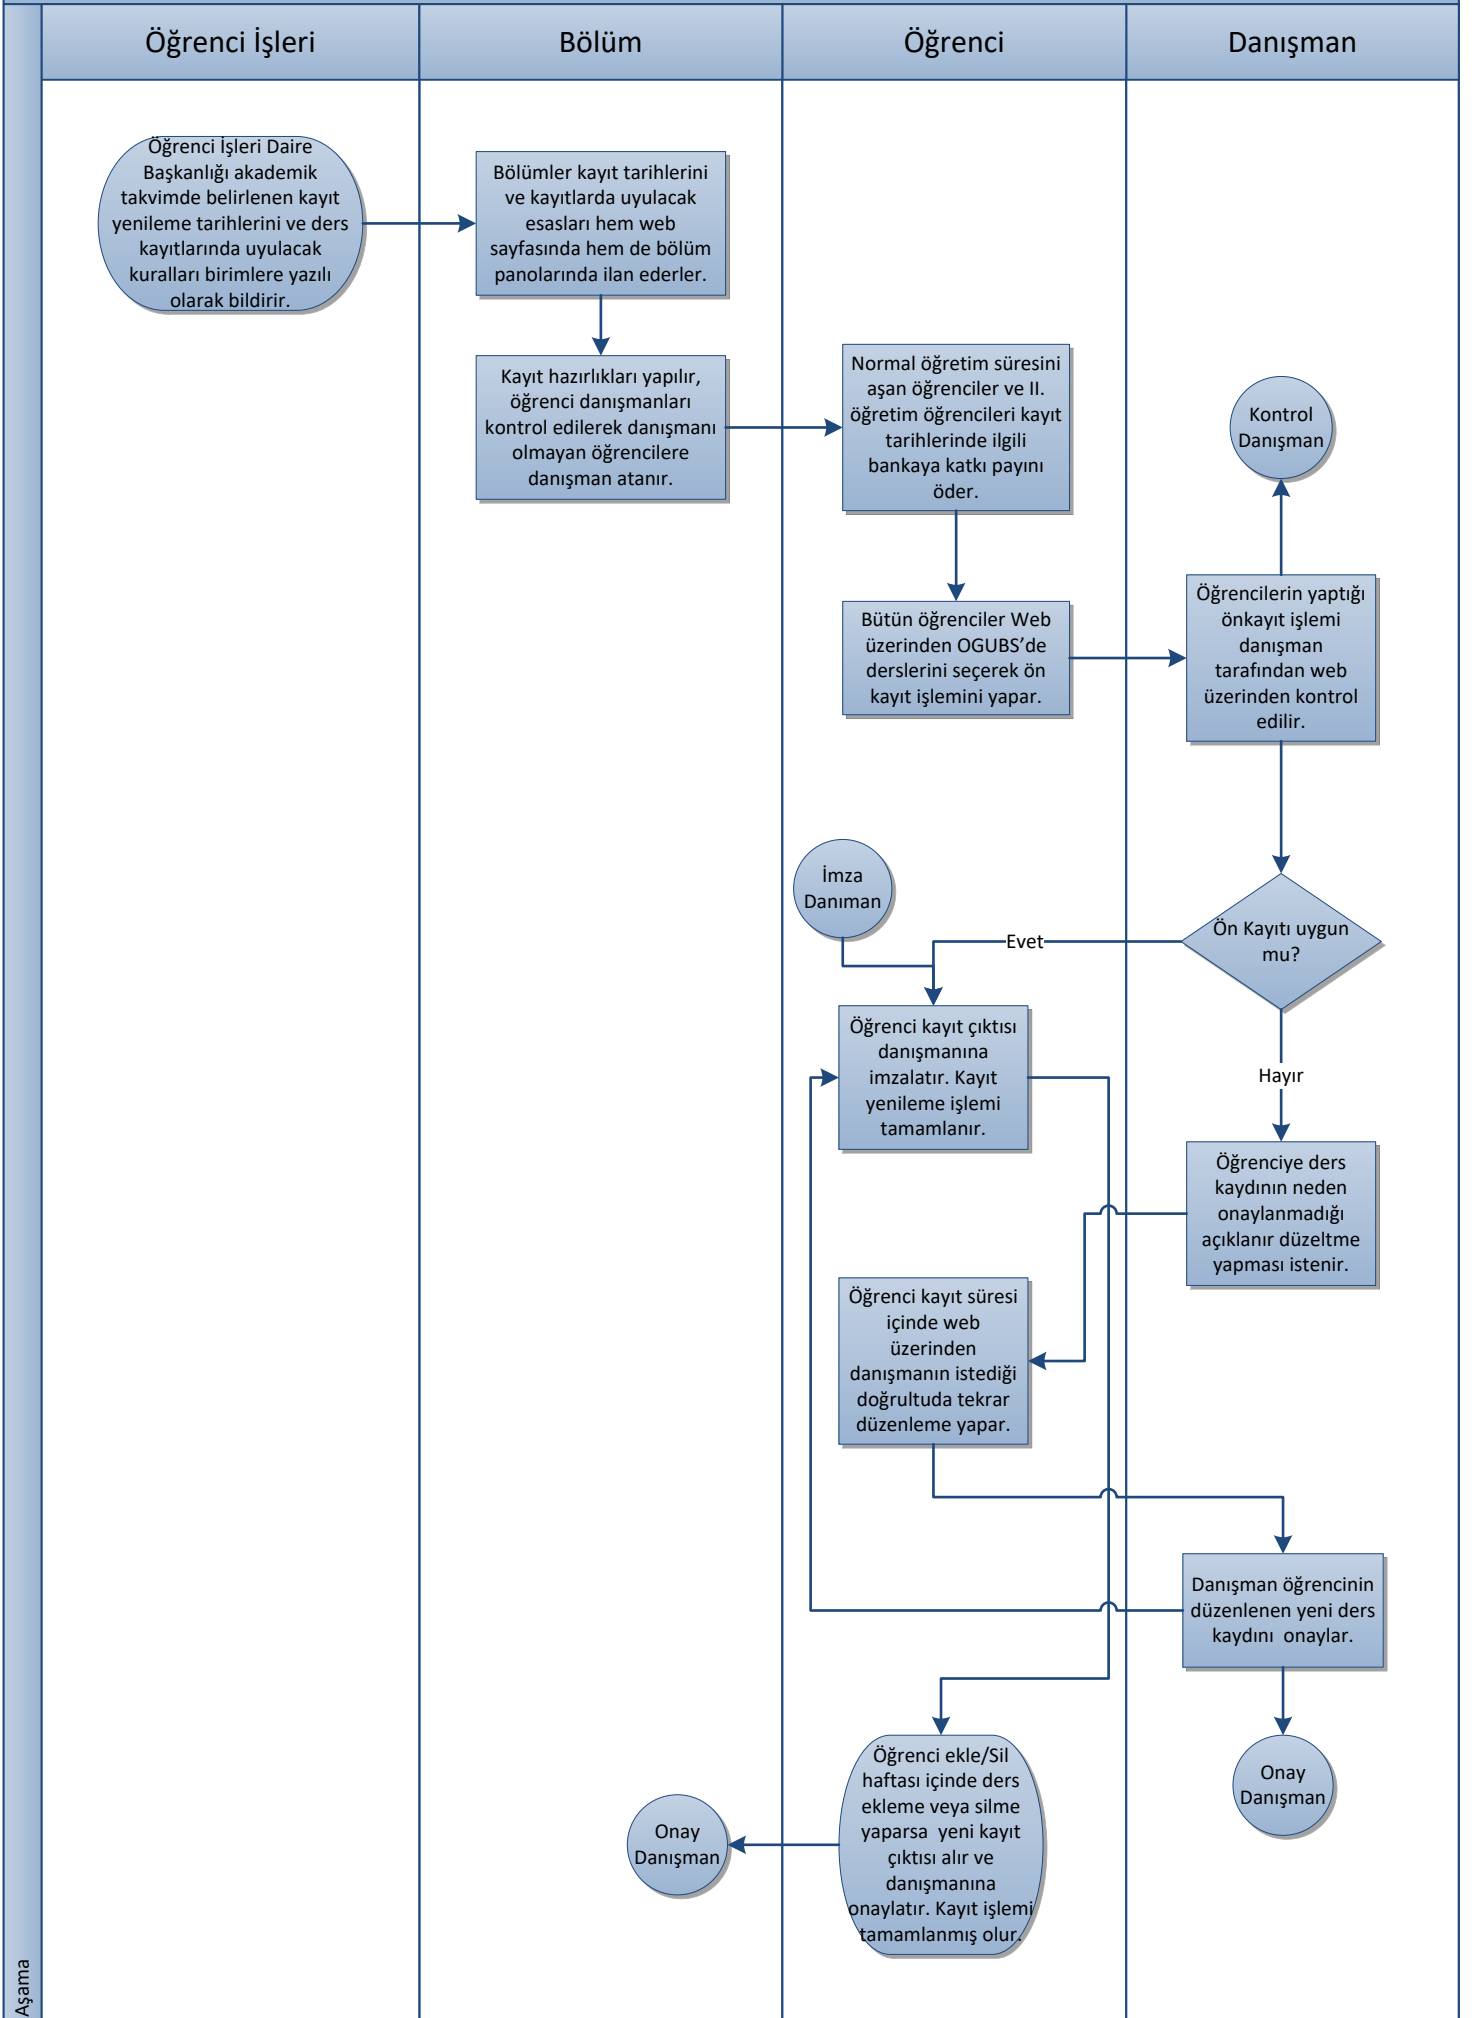 Öğrenci İşleri
Bölüm
Öğrenci
Danışman
Öğrenci İşleri Daire
Başkanlığı akademik
takvimde belirlenen kayıt
yenileme tarihlerini ve ders
kayıtlarında uyulacak
kuralları birimlere yazılı
olarak bildirir.
Bölümler kayıt tarihlerini
ve kayıtlarda uyulacak
esasları hem web
sayfasında hem de bölüm
panolarında ilan ederler.
Kayıt hazırlıkları yapılır,
öğrenci danışmanları
kontrol edilerek danışmanı
olmayan öğrencilere
danışman atanır.
Normal öğretim süresini
aşan öğrenciler ve II.
öğretim öğrencileri kayıt
tarihlerinde ilgili
bankaya katkı payını
öder.
Kontrol
Danışman
Bütün öğrenciler Web
üzerinden OGUBS’de
derslerini seçerek ön
kayıt işlemini yapar.
Öğrencilerin yaptığı
önkayıt işlemi
danışman
tarafından web
üzerinden kontrol
edilir.
İmza
Danıman
Ön Kayıtı uygun
mu?
Evet
Hayır
Öğrenci kayıt çıktısı
danışmanına
imzalatır. Kayıt
yenileme işlemi
tamamlanır.
Öğrenciye ders
kaydının neden
onaylanmadığı
açıklanır düzeltme
yapması istenir.
Öğrenci kayıt süresi
içinde web
üzerinden
danışmanın istediği
doğrultuda tekrar
düzenleme yapar.
Danışman öğrencinin
düzenlenen yeni ders
kaydını  onaylar.
Onay
Danışman
Öğrenci ekle/Sil
haftası içinde ders
ekleme veya silme
yaparsa  yeni kayıt
çıktısı alır ve
danışmanına
onaylatır. Kayıt işlemi
tamamlanmış olur.
Onay
Danışman
Aşama